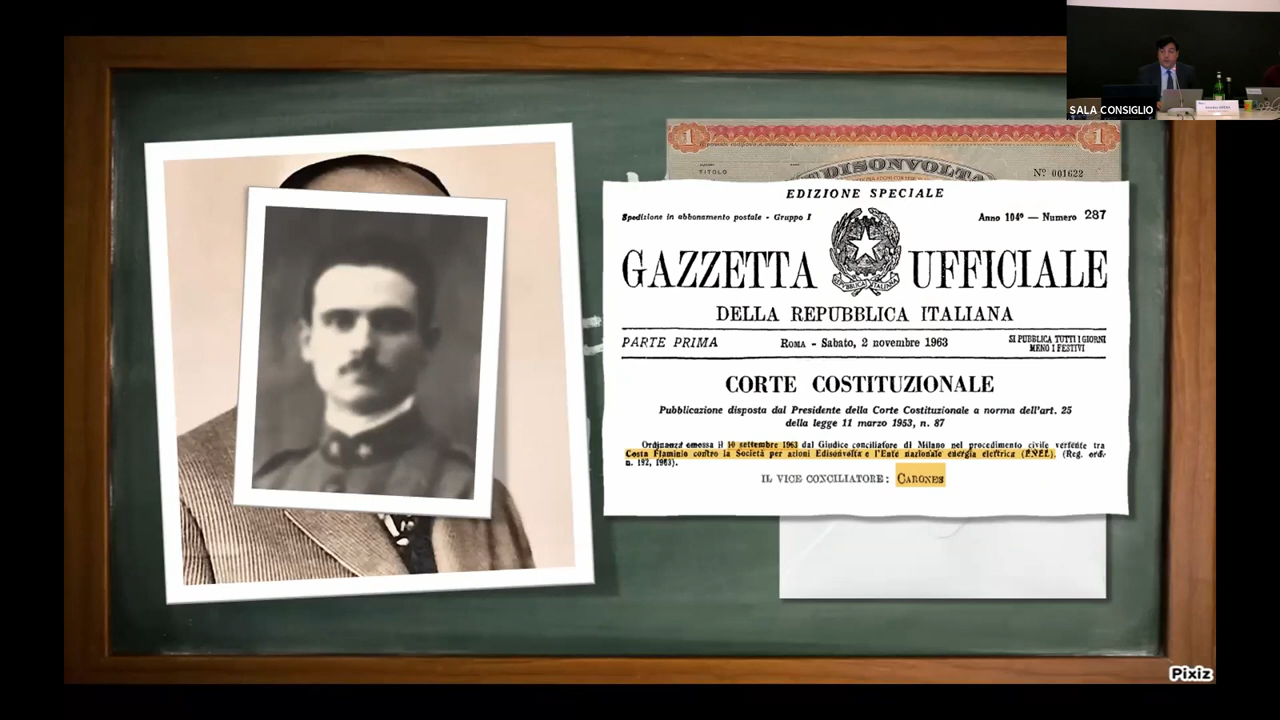 SALA CONSIGLIO
1
1
DISONVOLTA
TITOLO
Nº 001622
EDIZIONE SPECIALE
Spedizione in abbonamento postale - Gruppo I
Anno 104º — Numero 287
GAZZETTA UFFICIALE
DELLA REPUBBLICA ITALIANA
PARTE PRIMA
ROMA - Sabato, 2 novembre 1963
SI PUBBLICA TUTTI I GIORNI
MENO I FESTIVI
CORTE COSTITUZIONALE
Pubblicazione disposta dal Presidente della Corte Costituzionale a norma dell'art. 25
della legge 11 marzo 1953, n. 87
Ordinanza emessa il 10 settembre 1963 dal Giudice conciliatore di Milano nel procedimento civile vertente tra
Costa Flaminio contro la Società per azioni Edisonvolta e l'Ente nazionale energia elettrica (ENEL). (Reg. ord.
n. 192, 1963).
IL VICE CONCILIATORE: CARONES
Pixiz